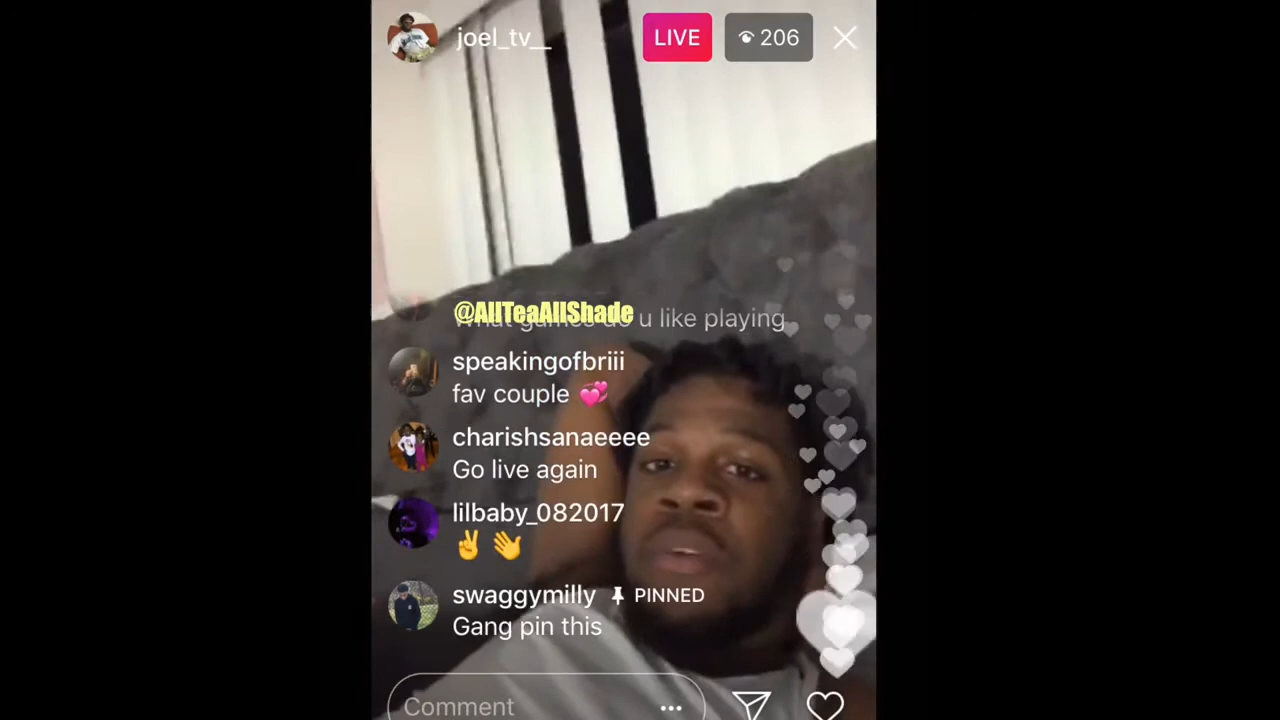 joel_tv__
LIVE
206
@AllTeaAllShade
u like playing
speakingofbriii
fav couple 💞
charishsanaeeee
Go live again
lilbaby_082017
✌️ 👋
swaggymilly PINNED
Gang pin this
Comment